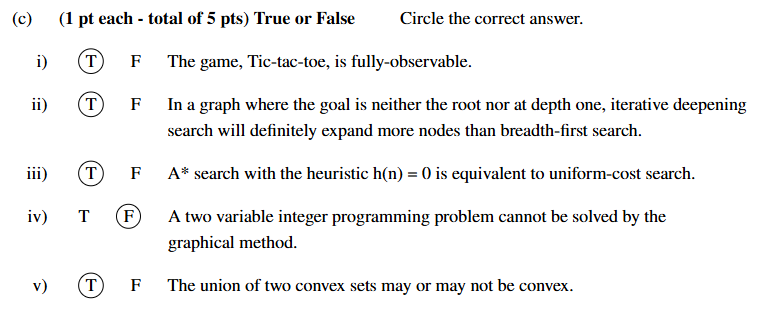 (c) (1 pt each - total of 5 pts) True or False Circle the correct answer.
i) T F The game, Tic-tac-toe, is fully-observable.
ii) T F In a graph where the goal is neither the root nor at depth one, iterative deepening
search will definitely expand more nodes than breadth-first search.
iii) T F A* search with the heuristic h(n) = 0 is equivalent to uniform-cost search.
iv) T F A two variable integer programming problem cannot be solved by the
graphical method.
v) T F The union of two convex sets may or may not be convex.